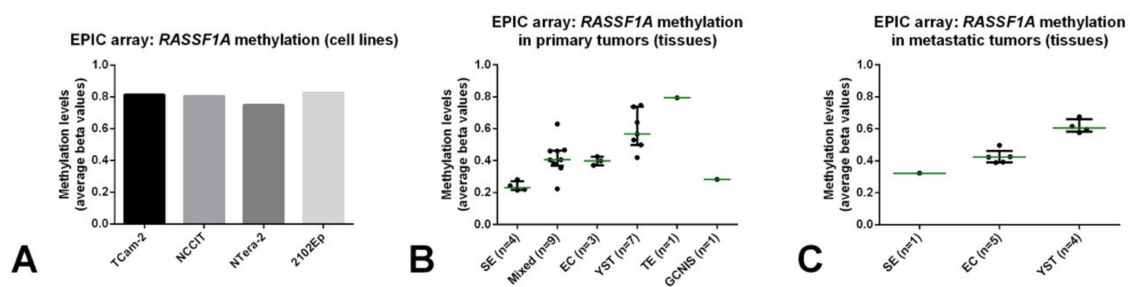 EPIC array: RASSF1A methylation (cell lines)
Methylation levels
(average beta values)
1.0
0.8
0.6
0.4
0.2
0.0
TCam-2
NCCIT
NTera-2
2102Ep
A
EPIC array: RASSF1A methylation
in primary tumors (tissues)
Methylation levels
(average beta values)
1.0
0.8
0.6
0.4
0.2
0.0
SE (n=4)
Mixed (n=9)
EC (n=3)
YST (n=7)
TE (n=1)
GCNIS (n=1)
B
EPIC array: RASSF1A methylation
in metastatic tumors (tissues)
Methylation levels
(average beta values)
1.0
0.8
0.6
0.4
0.2
0.0
SE (n=1)
EC (n=5)
YST (n=4)
C